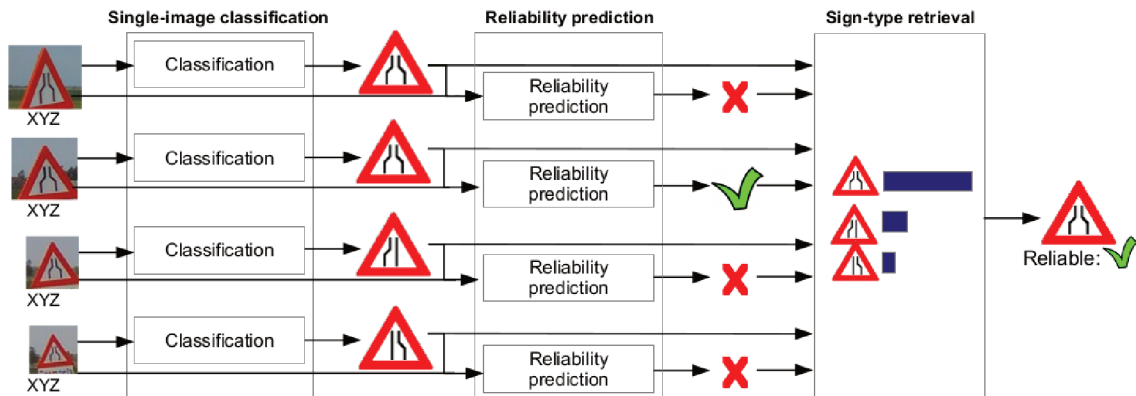 Single-image classification
Reliability prediction
Sign-type retrieval
Classification
Reliability
prediction
XYZ
Classification
Reliability
prediction
XYZ
Classification
Reliability
prediction
XYZ
Reliable:
Classification
Reliability
prediction
XYZ